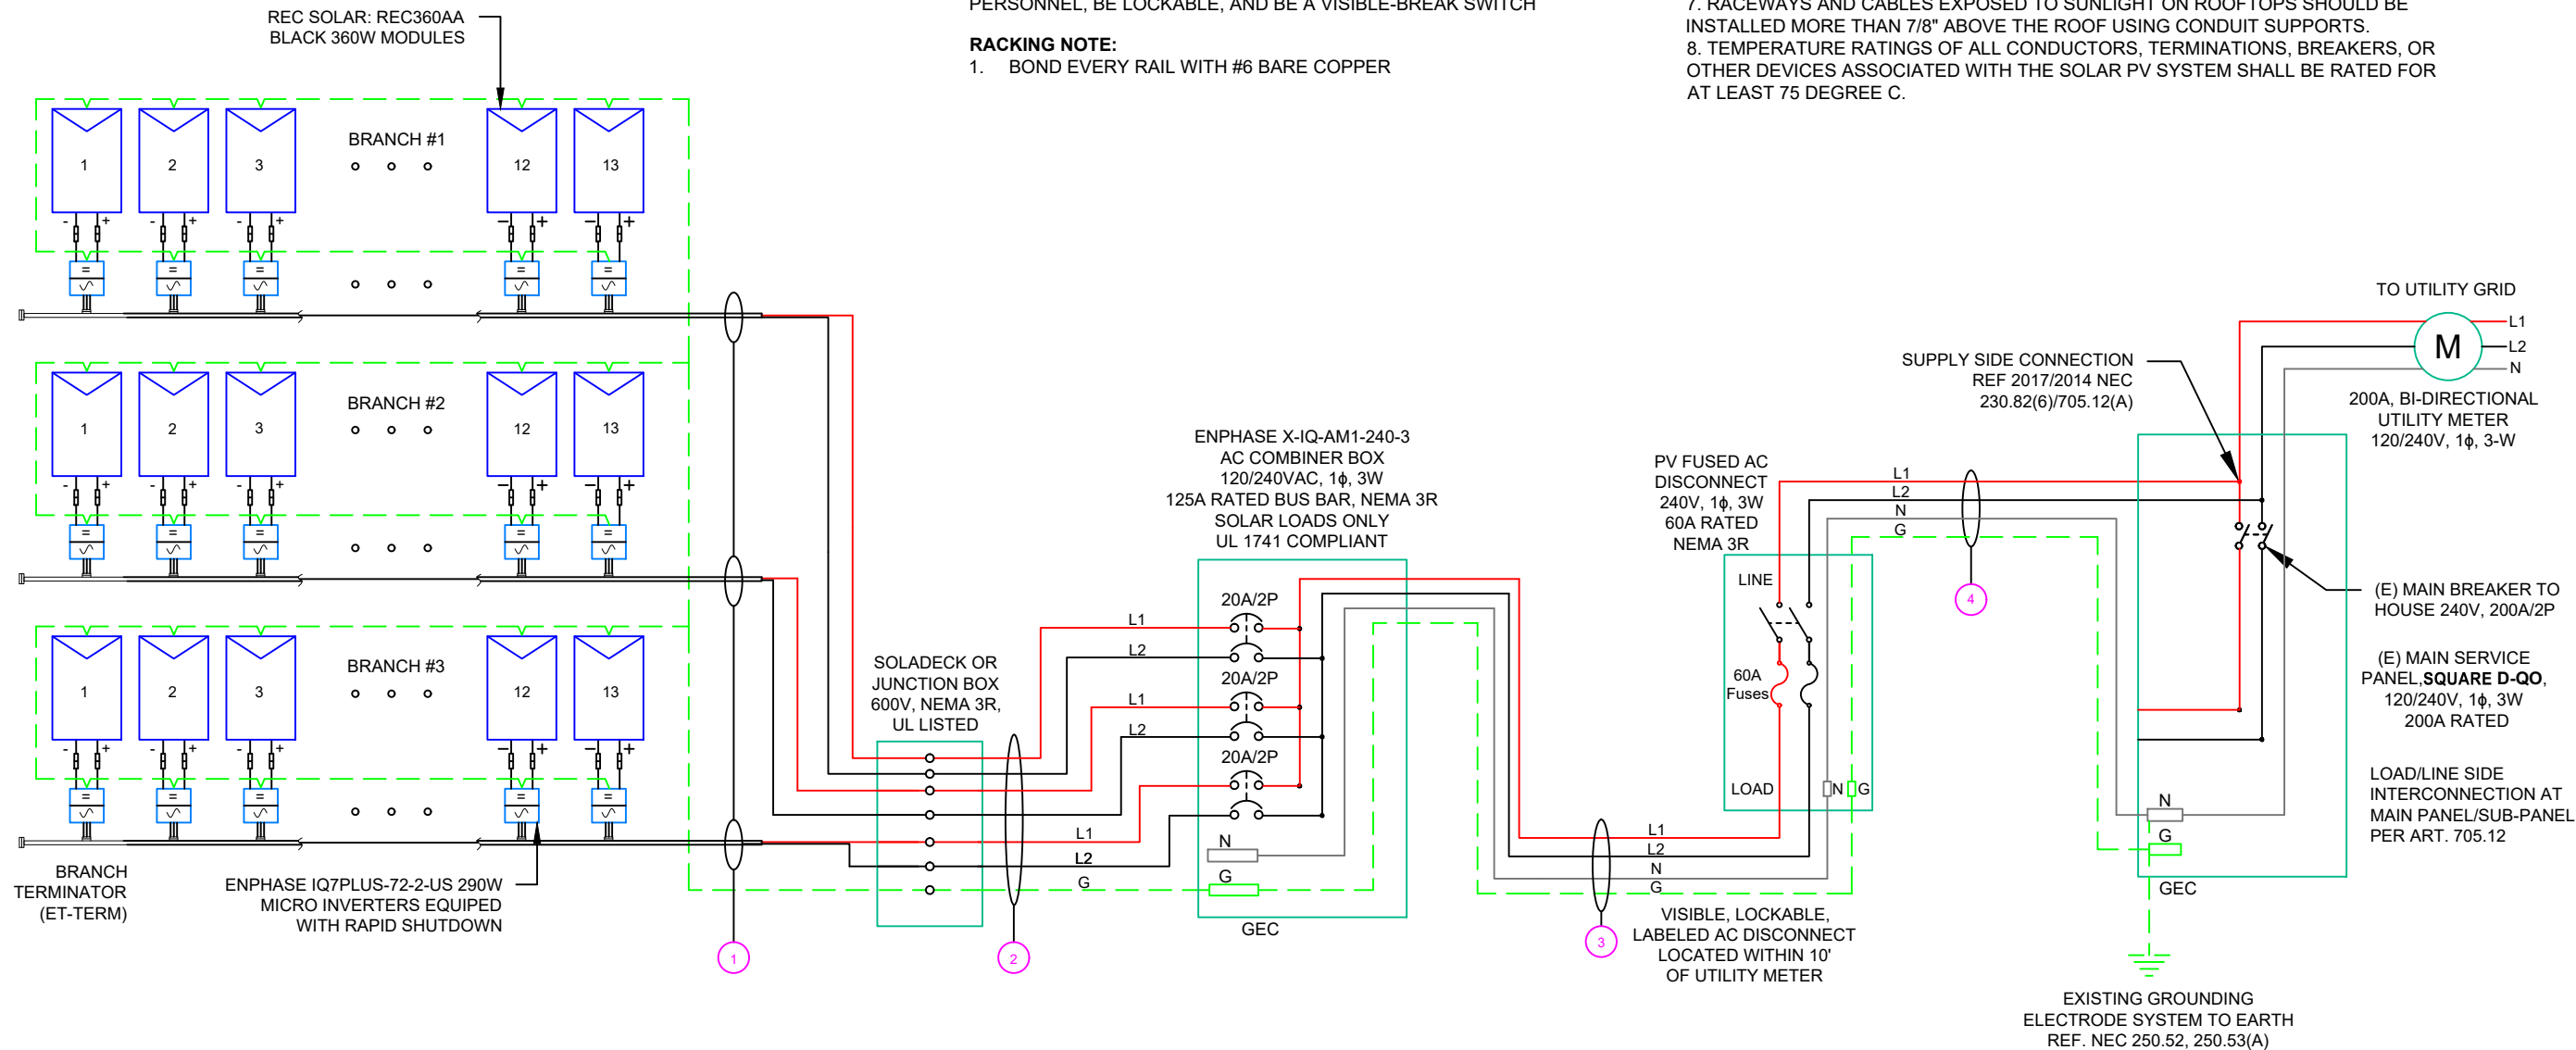 PERSONNEL, BE LOCKABLE, AND BE A VISIBLE-BREAK SWITCH
RACKING NOTE:
1. BOND EVERY RAIL WITH #6 BARE COPPER
7. RACEWAYS AND CABLES EXPOSED TO SUNLIGHT ON ROOFTOPS SHOULD BE
INSTALLED MORE THAN 7/8" ABOVE THE ROOF USING CONDUIT SUPPORTS.
8. TEMPERATURE RATINGS OF ALL CONDUCTORS, TERMINATIONS, BREAKERS, OR
OTHER DEVICES ASSOCIATED WITH THE SOLAR PV SYSTEM SHALL BE RATED FOR
AT LEAST 75 DEGREE C.
REC SOLAR: REC360AA
BLACK 360W MODULES
BRANCH #1
1 2 3 12 13
- + - + - + - + - +
= = = = =
BRANCH #2
1 2 3 12 13
- + - + - + - + - +
= = = = =
BRANCH #3
1 2 3 12 13
- + - + - + - + - +
= = = = =
BRANCH
TERMINATOR
(ET-TERM)
ENPHASE IQ7PLUS-72-2-US 290W
MICRO INVERTERS EQUIPED
WITH RAPID SHUTDOWN
1
SOLADECK OR
JUNCTION BOX
600V, NEMA 3R,
UL LISTED
2
L1
L2
L1
L2
L1
L2
G
ENPHASE X-IQ-AM1-240-3
AC COMBINER BOX
120/240VAC, 1ϕ, 3W
125A RATED BUS BAR, NEMA 3R
SOLAR LOADS ONLY
UL 1741 COMPLIANT
20A/2P
20A/2P
20A/2P
N
G
GEC
L1
L2
N
G
3
PV FUSED AC
DISCONNECT
240V, 1ϕ, 3W
60A RATED
NEMA 3R
LINE
60A
Fuses
LOAD
N G
VISIBLE, LOCKABLE,
LABELED AC DISCONNECT
LOCATED WITHIN 10'
OF UTILITY METER
L1
L2
N
G
4
SUPPLY SIDE CONNECTION
REF 2017/2014 NEC
230.82(6)/705.12(A)
TO UTILITY GRID
M
L1
L2
N
200A, BI-DIRECTIONAL
UTILITY METER
120/240V, 1ϕ, 3-W
(E) MAIN BREAKER TO
HOUSE 240V, 200A/2P
(E) MAIN SERVICE
PANEL,SQUARE D-QO,
120/240V, 1ϕ, 3W
200A RATED
LOAD/LINE SIDE
INTERCONNECTION AT
MAIN PANEL/SUB-PANEL
PER ART. 705.12
N
G
GEC
EXISTING GROUNDING
ELECTRODE SYSTEM TO EARTH
REF. NEC 250.52, 250.53(A)